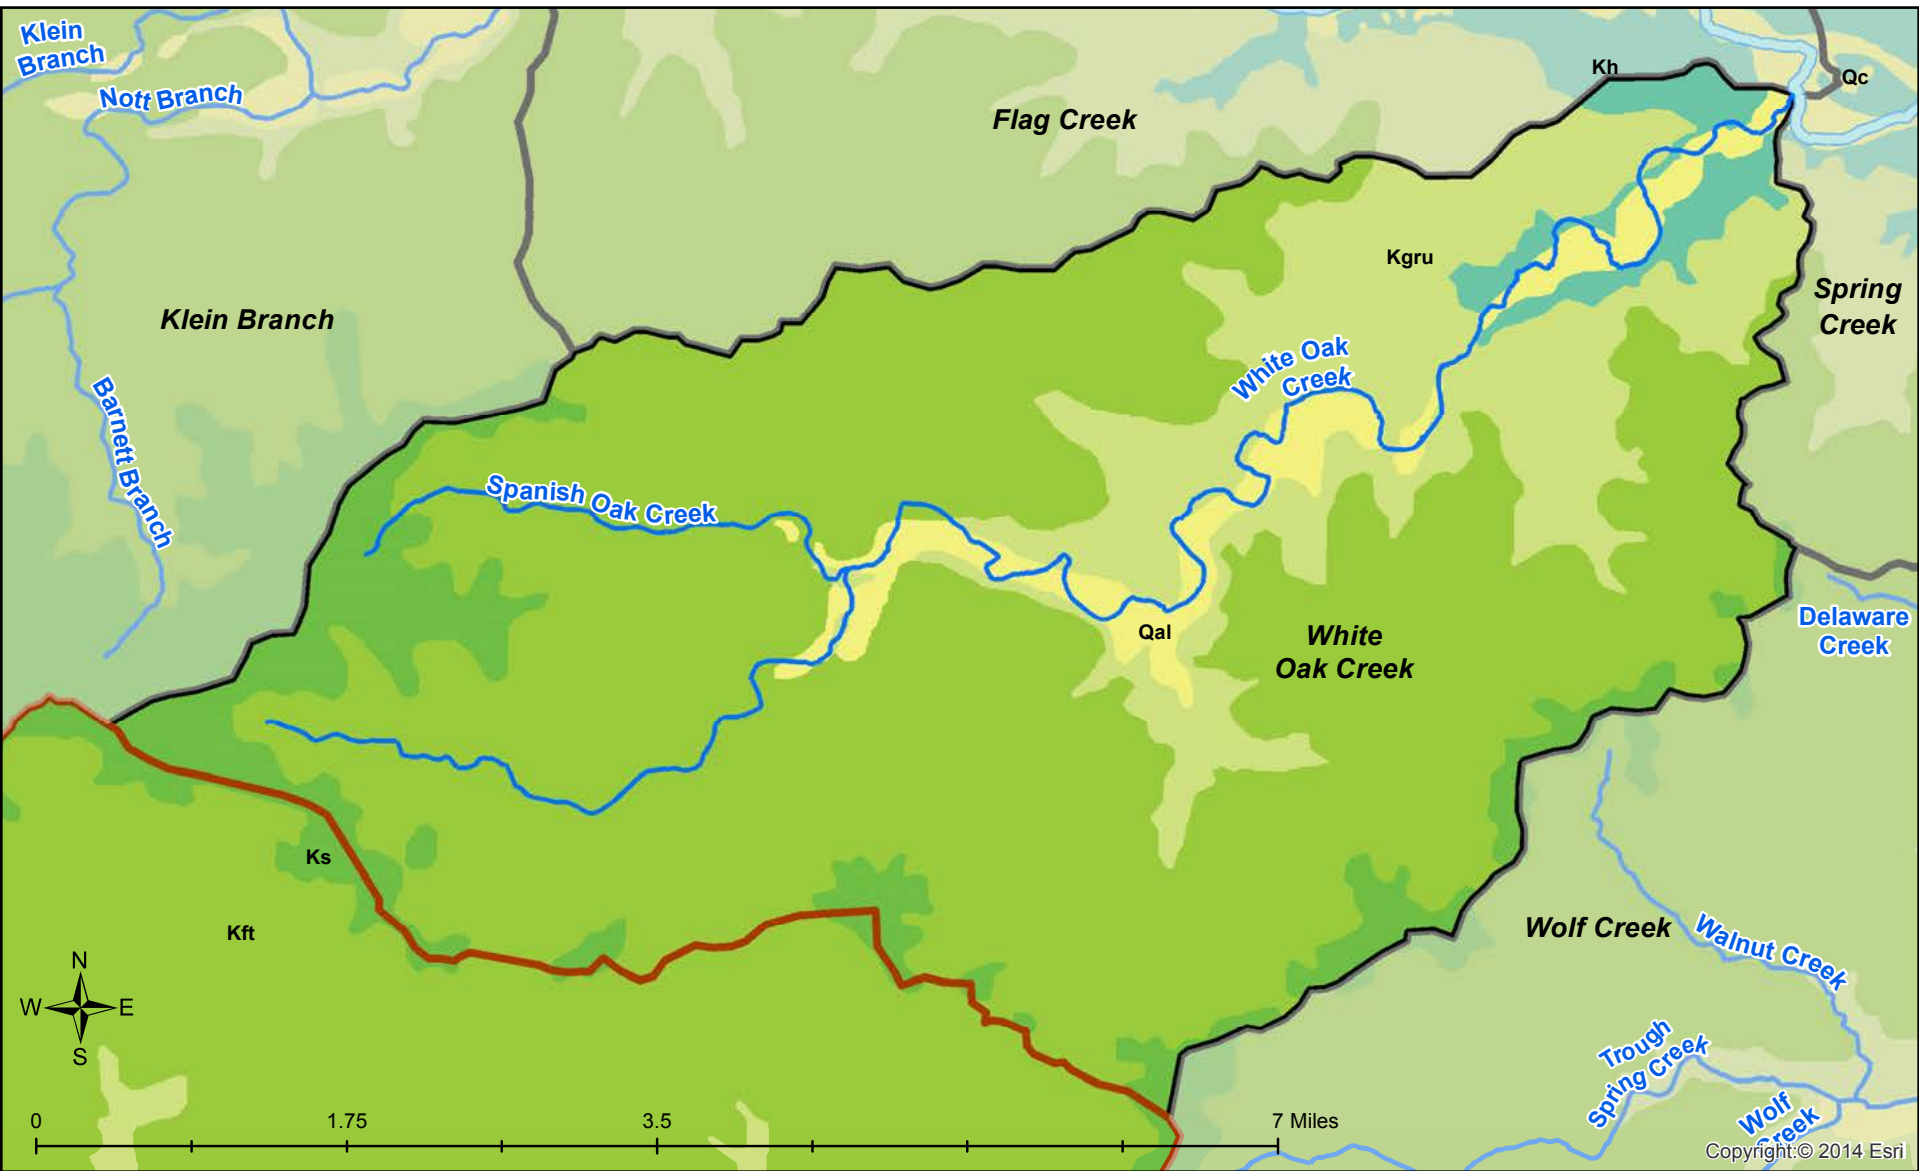 Klein
Branch
Nott Branch
Flag Creek
Kh
Qc
Kgru
Klein Branch
Spring
Creek
White Oak
Creek
Barnett Branch
Spanish Oak Creek
Qal
White
Oak Creek
Delaware
Creek
Ks
Kft
Wolf Creek
Walnut Creek
N
W E
S
Trough
Spring Creek
Wolf
Creek
0 1.75 3.5 7 Miles
Copyright:© 2014 Esri